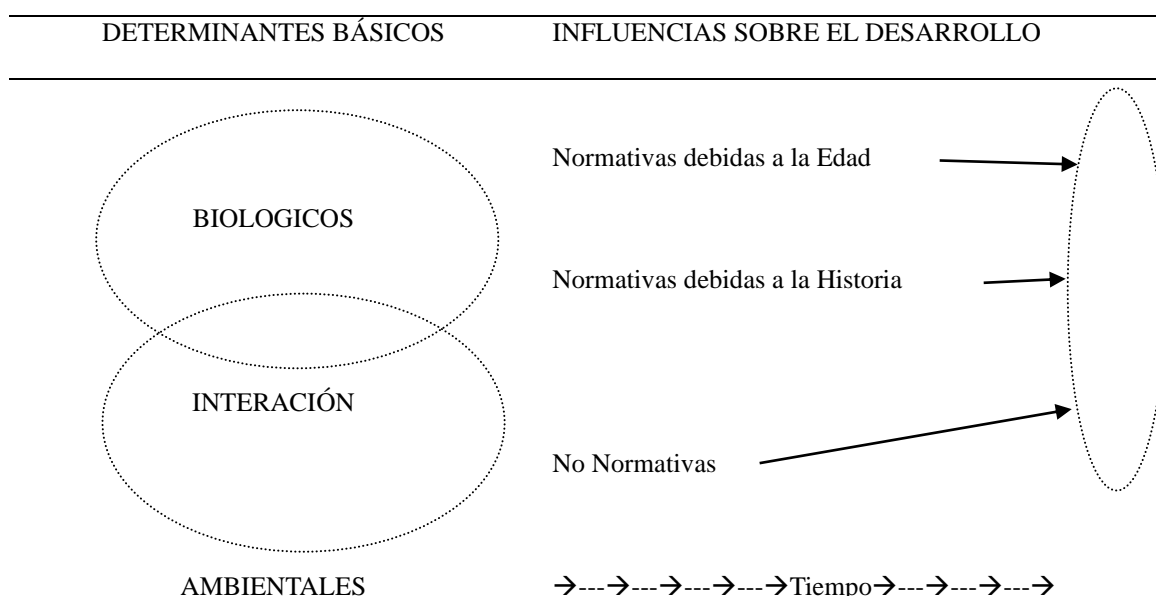 DETERMINANTES BÁSICOS INFLUENCIAS SOBRE EL DESARROLLO
Normativas debidas a la Edad
BIOLOGICOS
Normativas debidas a la Historia
INTERACIÓN
No Normativas
AMBIENTALES →---→---→---→---→Tiempo→---→---→---→